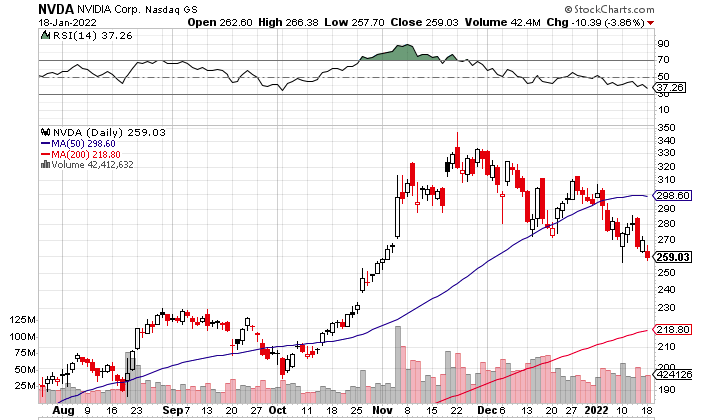 NVDA NVIDIA Corp. Nasdaq GS © StockCharts.com
18-Jan-2022 Open 262.60 High 266.38 Low 257.70 Close 259.03 Volume 42.4M Chg -10.39 (-3.86%)
RSI(14) 37.26
90
70
50
37.26
30
10
NVDA (Daily) 259.03
MA(50) 298.60
MA(200) 218.80
Volume 42,412,632
350
340
330
320
310
298.60
290
280
270
259.03
250
240
230
218.80
210
200
424126
190
125M
100M
75M
50M
25M
Aug 9 16 23 Sep 7 13 20 27 Oct 11 18 25 Nov 8 15 22 Dec 6 13 20 27 2022 10 18